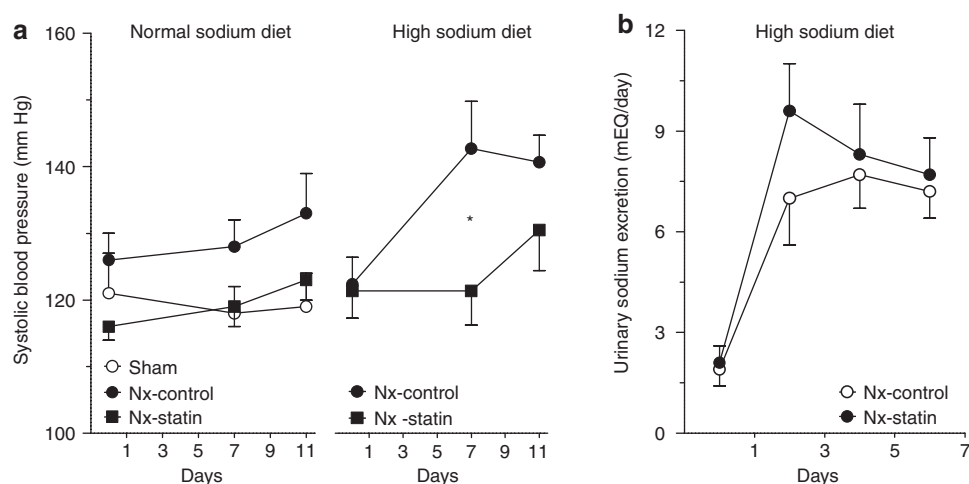 a
Normal sodium diet
High sodium diet
Systolic blood pressure (mm Hg)
160
140
120
100
*
Sham
Nx-control
Nx-statin
Nx-control
Nx -statin
1 3 5 7 9 11
Days
1 3 5 7 9 11
Days
b
High sodium diet
Urinary sodium excretion (mEQ/day)
12
9
6
3
0
Nx-control
Nx-statin
1 3 5 7
Days